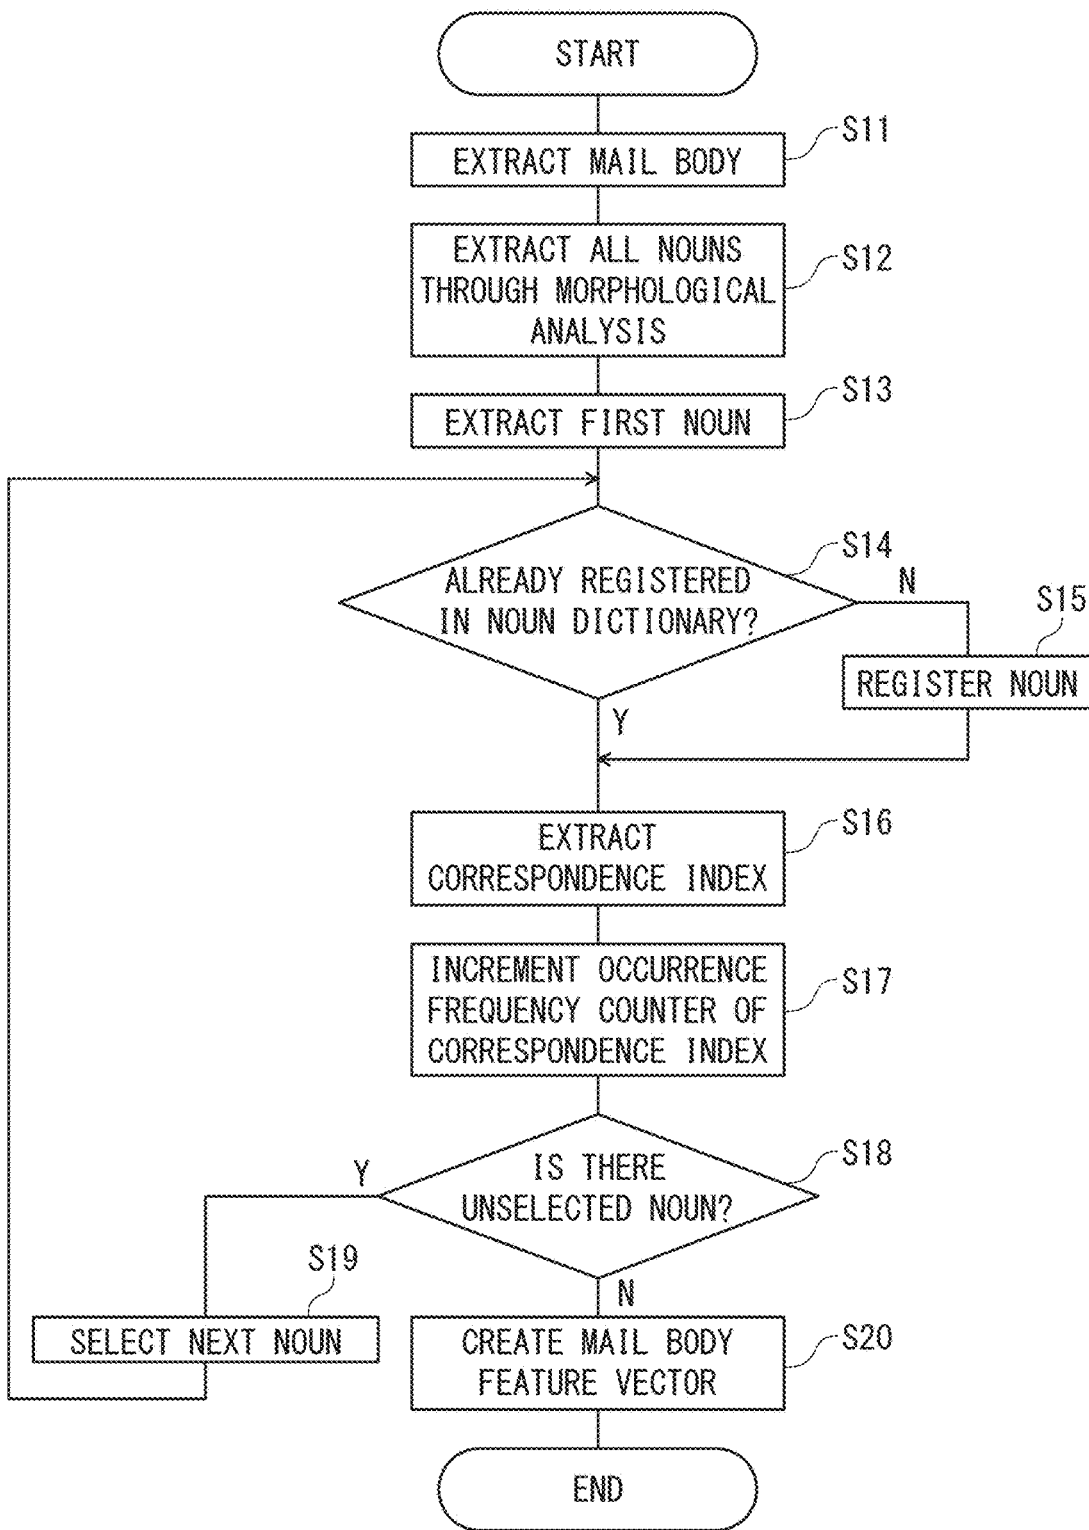 START
S11
EXTRACT MAIL BODY
S12
EXTRACT ALL NOUNS
THROUGH MORPHOLOGICAL
ANALYSIS
S13
EXTRACT FIRST NOUN
S14
ALREADY REGISTERED
IN NOUN DICTIONARY?
N
S15
REGISTER NOUN
Y
S16
EXTRACT
CORRESPONDENCE INDEX
S17
INCREMENT OCCURRENCE
FREQUENCY COUNTER OF
CORRESPONDENCE INDEX
S18
IS THERE
UNSELECTED NOUN?
Y
S19
SELECT NEXT NOUN
N
S20
CREATE MAIL BODY
FEATURE VECTOR
END